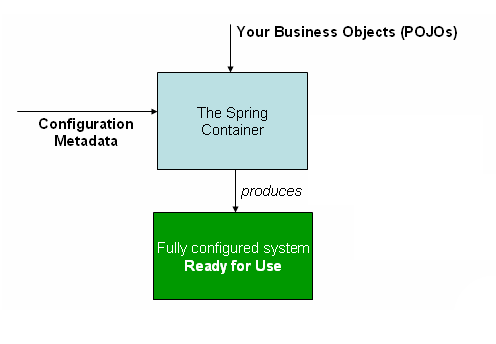 Your Business Objects (POJOs)
The Spring
Container
Configuration
Metadata
produces
Fully configured system
Ready for Use